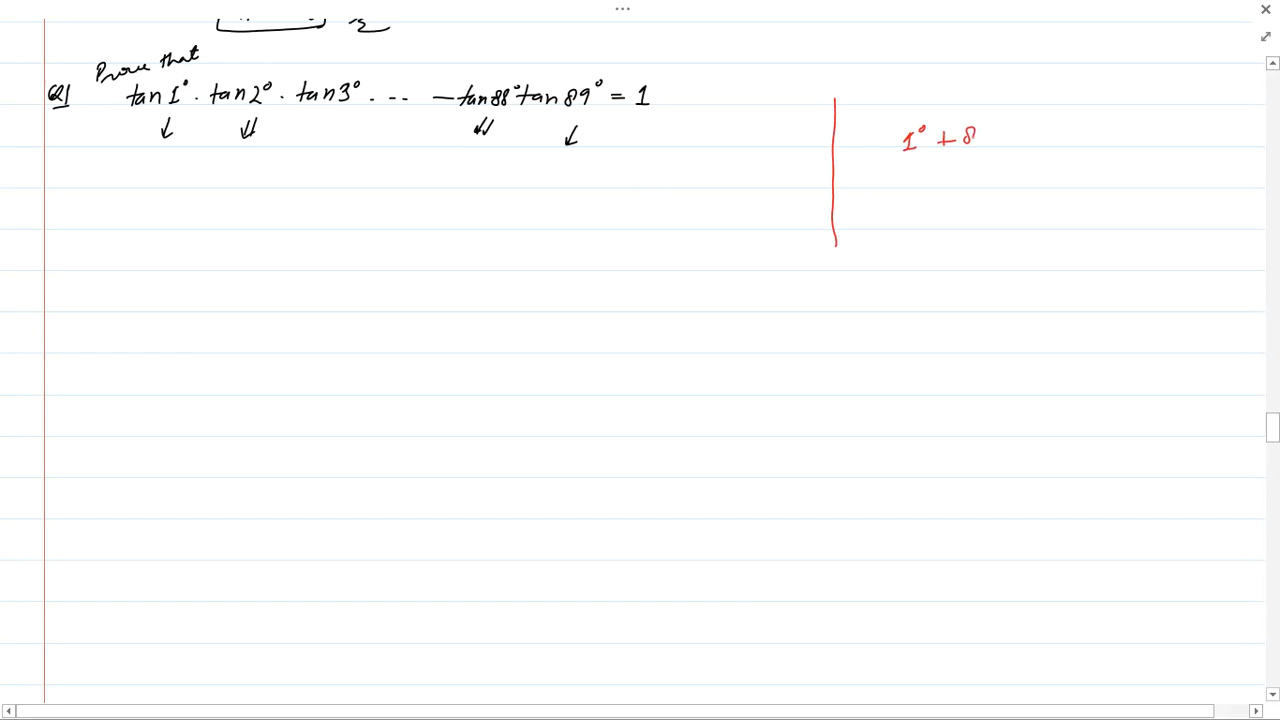 Prove that
Q1 tan 1° · tan 2° · tan 3° · -- — tan 88° tan 89° = 1
1° + 8